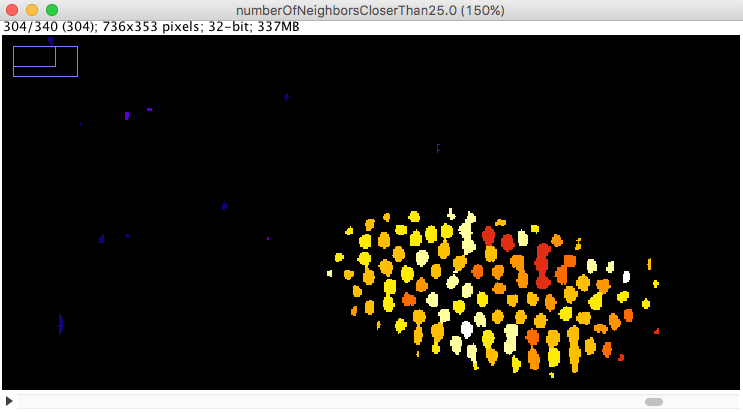 numberOfNeighborsCloserThan25.0 (150%)
304/340 (304); 736x353 pixels; 32-bit; 337MB